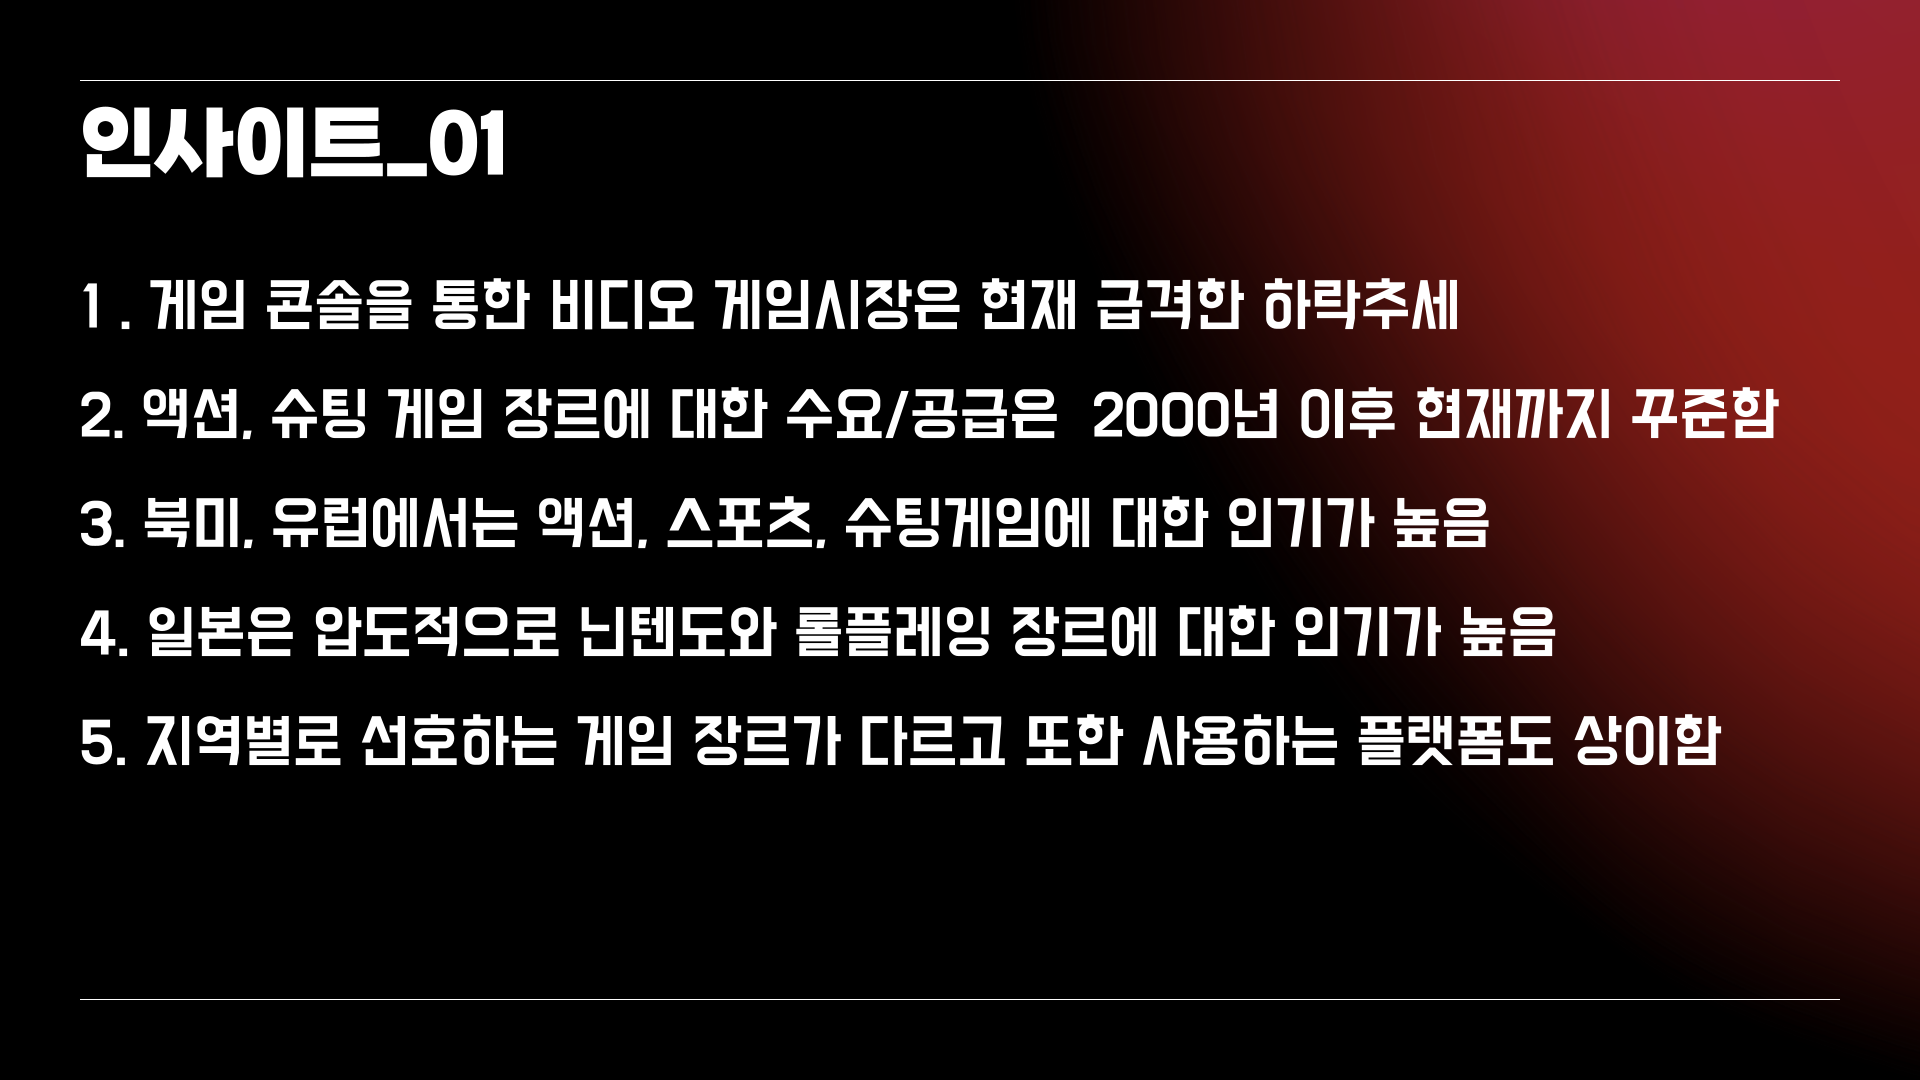 인사이트_01
1 . 게임 콘솔을 통한 비디오 게임시장은 현재 급격한 하락추세
2. 액션, 슈팅 게임 장르에 대한 수요/공급은  2000년 이후 현재까지 꾸준함
3. 북미, 유럽에서는 액션, 스포츠, 슈팅게임에 대한 인기가 높음
4. 일본은 압도적으로 닌텐도와 롤플레잉 장르에 대한 인기가 높음
5. 지역별로 선호하는 게임 장르가 다르고 또한 사용하는 플랫폼도 상이함